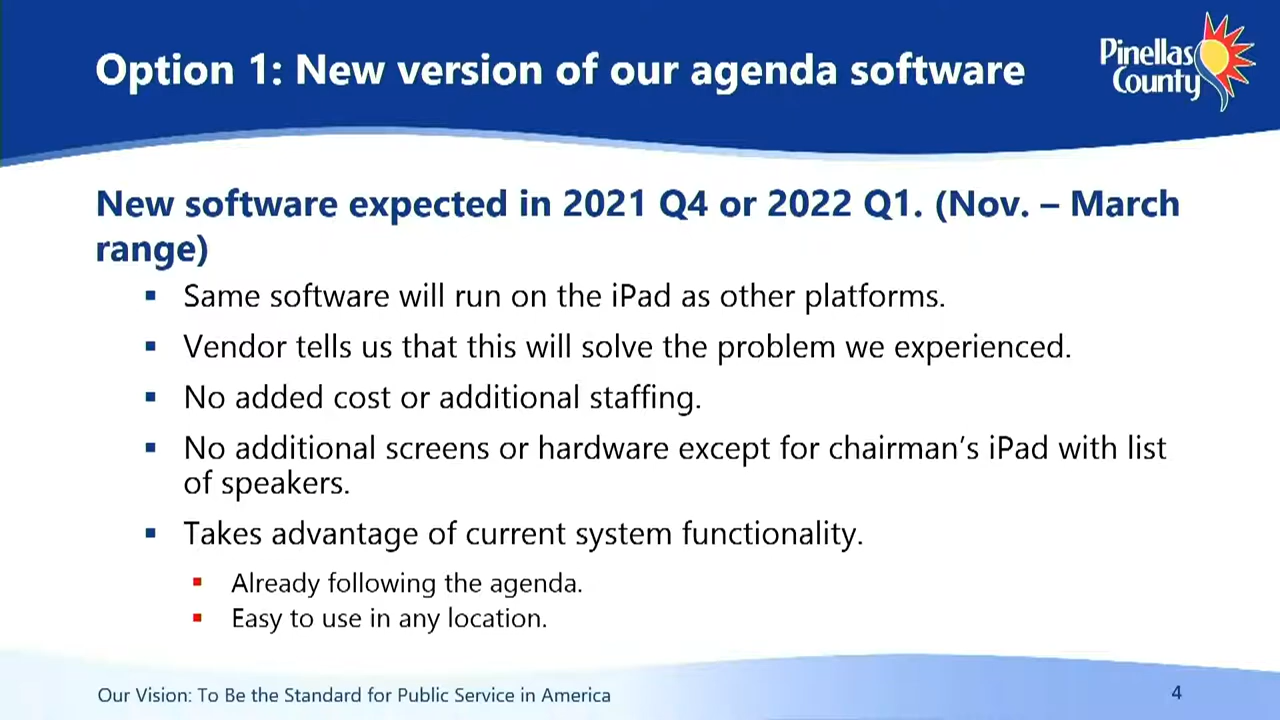 Option 1: New version of our agenda software
Pinellas
County
New software expected in 2021 Q4 or 2022 Q1. (Nov. – March
range)
Same software will run on the iPad as other platforms.
Vendor tells us that this will solve the problem we experienced.
No added cost or additional staffing.
No additional screens or hardware except for chairman’s iPad with list
of speakers.
Takes advantage of current system functionality.
Already following the agenda.
Easy to use in any location.
Our Vision: To Be the Standard for Public Service in America
4